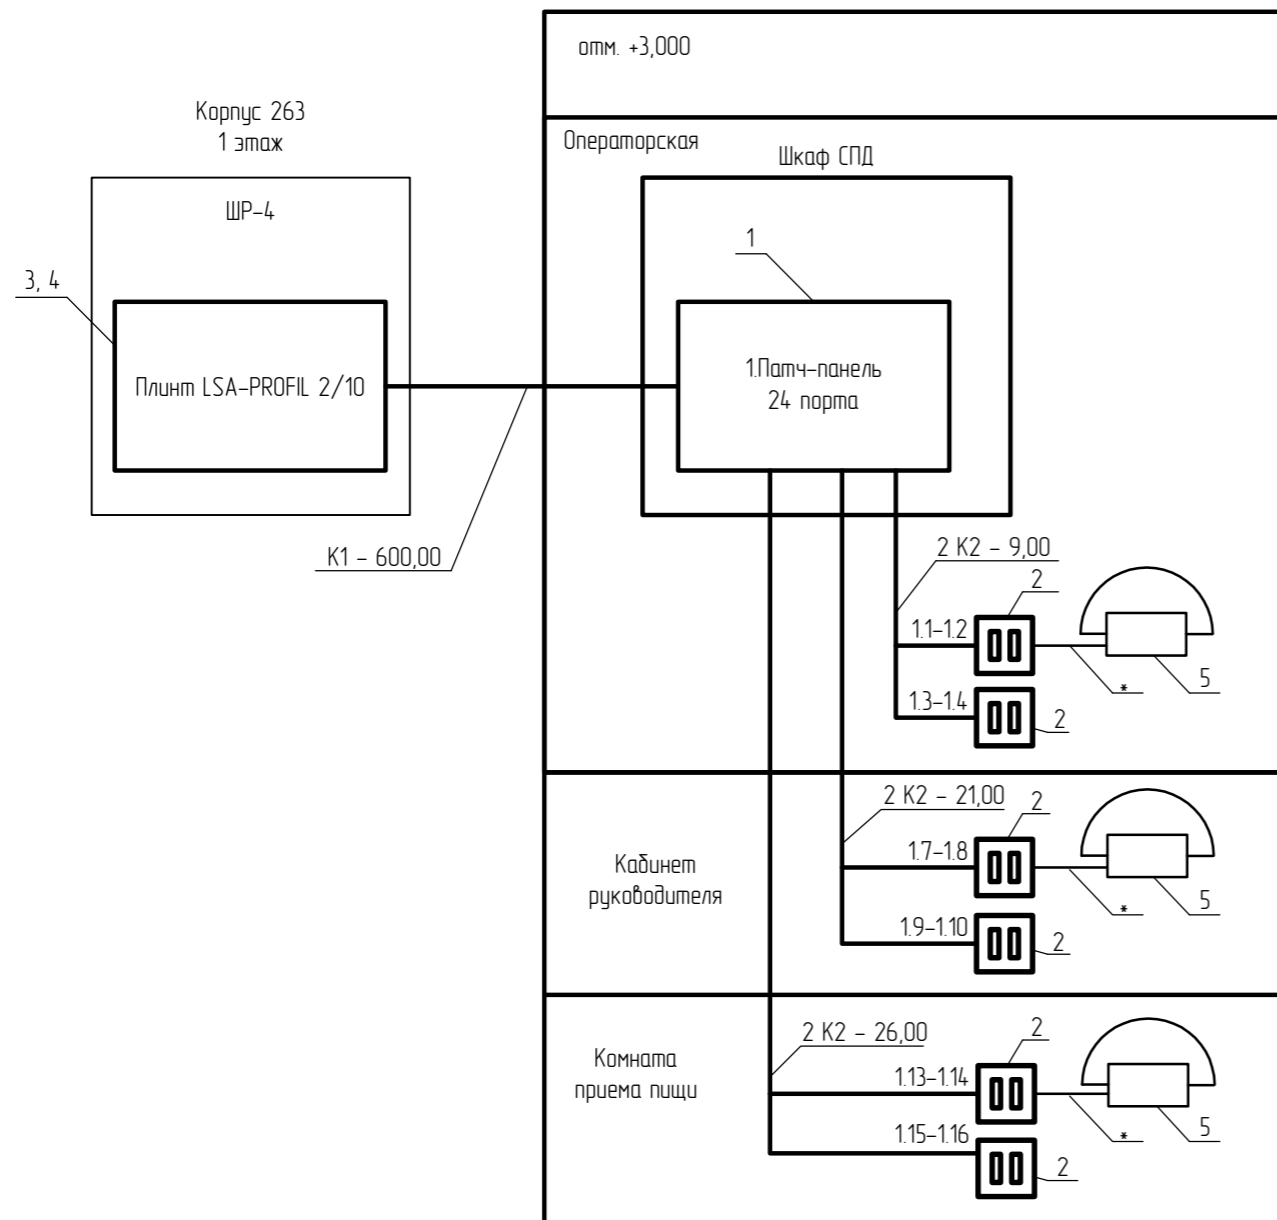 отм. +3,000
Корпус 263
1 этаж
ШР-4
3, 4
Плинт LSA-PROFIL 2/10
К1 - 600,00
Операторская
Шкаф СПД
1
1.Патч-панель
24 порта
2 К2 - 9,00
2
1.1-1.2
*
5
1.3-1.4
2
2 К2 - 21,00
2
Кабинет
руководителя
1.7-1.8
*
5
1.9-1.10
2
2 К2 - 26,00
2
Комната
приема пищи
1.13-1.14
*
5
1.15-1.16
2